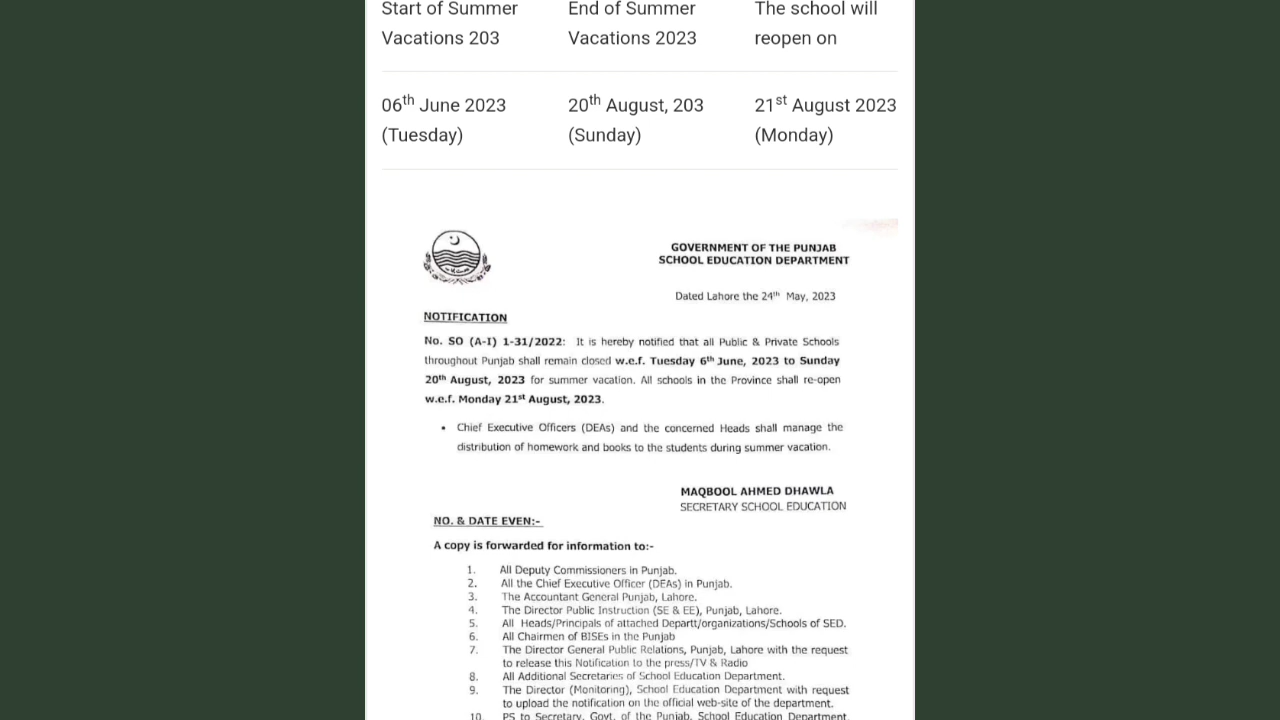 Start of Summer Vacations 203
End of Summer Vacations 2023
The school will reopen on
06th June 2023 (Tuesday)
20th August, 203 (Sunday)
21st August 2023 (Monday)
GOVERNMENT OF THE PUNJAB
SCHOOL EDUCATION DEPARTMENT
Dated Lahore the 24th May, 2023
NOTIFICATION
No. SO (A-I) 1-31/2022: It is hereby notified that all Public & Private Schools
throughout Punjab shall remain closed w.e.f. Tuesday 6th June, 2023 to Sunday
20th August, 2023 for summer vacation. All schools in the Province shall re-open
w.e.f. Monday 21st August, 2023.
• Chief Executive Officers (DEAs) and the concerned Heads shall manage the
distribution of homework and books to the students during summer vacation.
MAQBOOL AHMED DHAWLA
SECRETARY SCHOOL EDUCATION
NO. & DATE EVEN:-
A copy is forwarded for information to:-
1. All Deputy Commissioners in Punjab.
2. All the Chief Executive Officer (DEAs) in Punjab.
3. The Accountant General Punjab, Lahore.
4. The Director Public Instruction (SE & EE), Punjab, Lahore.
5. All Heads/Principals of attached Departt/organizations/Schools of SED.
6. All Chairmen of BISEs in the Punjab
7. The Director General Public Relations, Punjab, Lahore with the request
to release this Notification to the press/TV & Radio
8. All Additional Secretaries of School Education Department.
9. The Director (Monitoring), School Education Department with request
to upload the notification on the official web-site of the department.
10. PS to Secretary, Govt. of the Punjab, School Education Department.